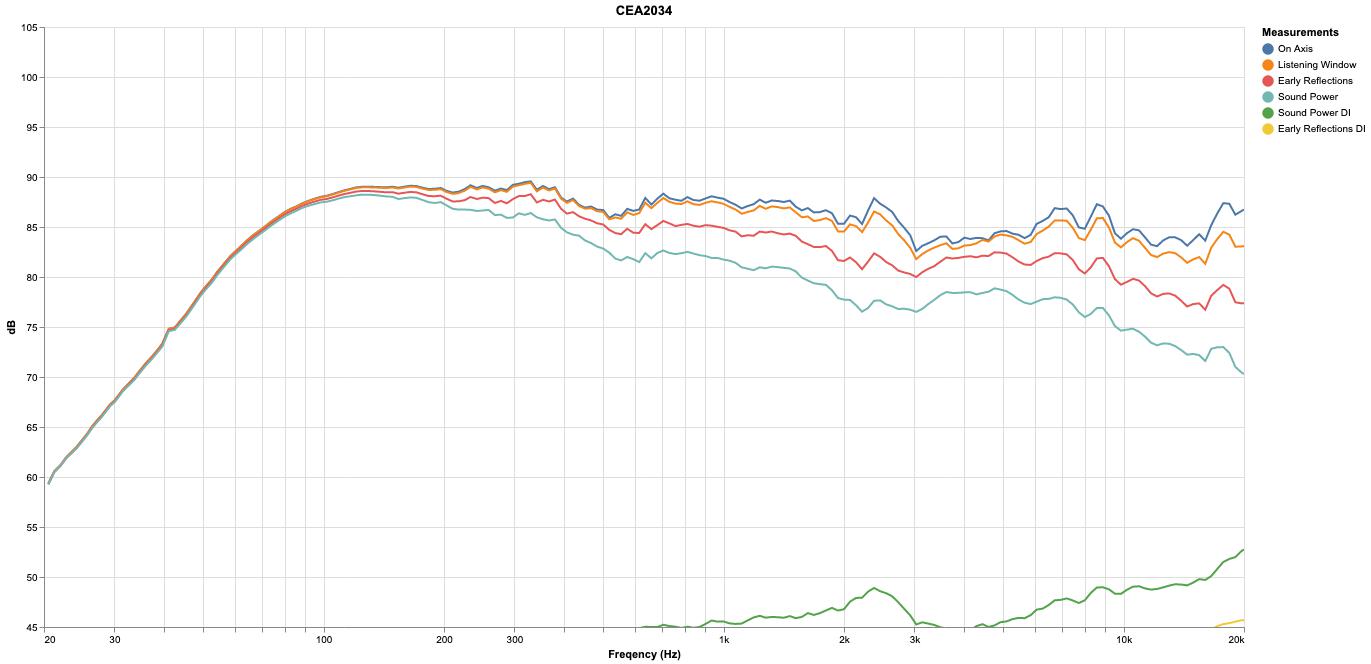 CEA2034
105
100
95
90
85
80
75
70
65
60
55
50
45
dB
20
30
100
200
300
1k
2k
3k
10k
20k
Freqency (Hz)
Measurements
On Axis
Listening Window
Early Reflections
Sound Power
Sound Power DI
Early Reflections DI